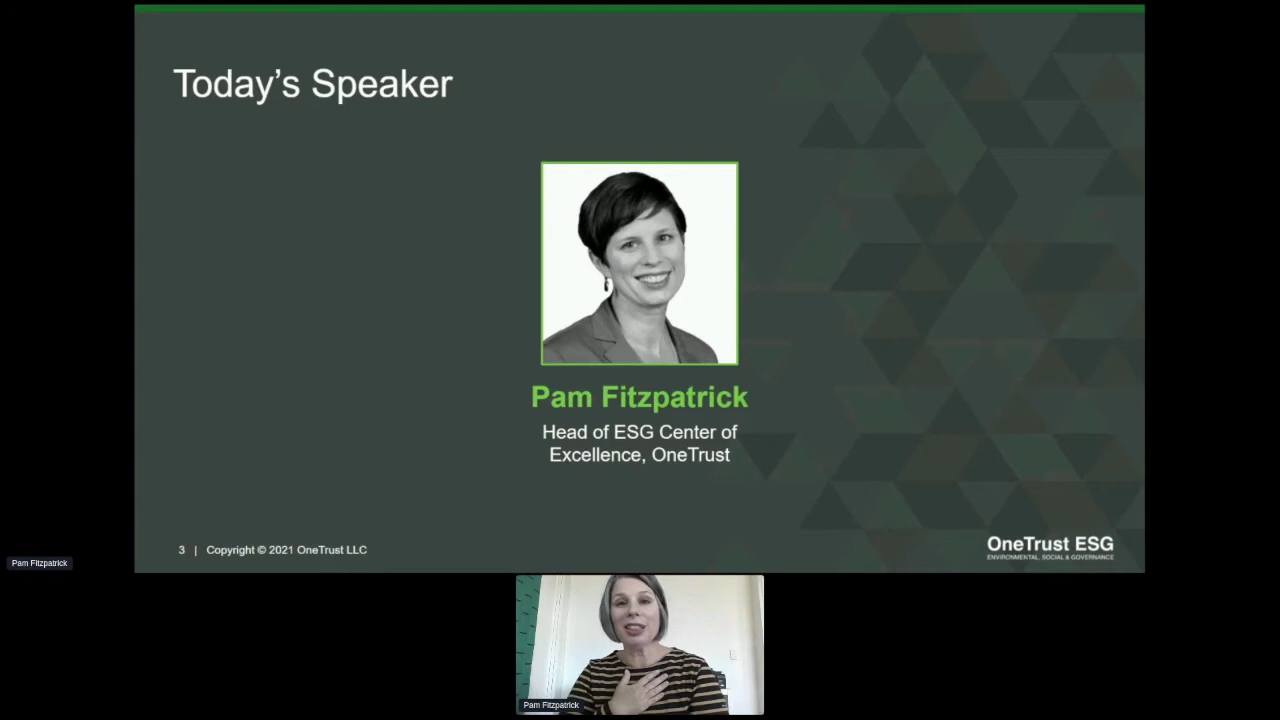 Today's Speaker
Pam Fitzpatrick
Head of ESG Center of
Excellence, OneTrust
3 | Copyright © 2021 OneTrust LLC
OneTrust ESG
ENVIRONMENTAL, SOCIAL & GOVERNANCE
Pam Fitzpatrick
Pam Fitzpatrick